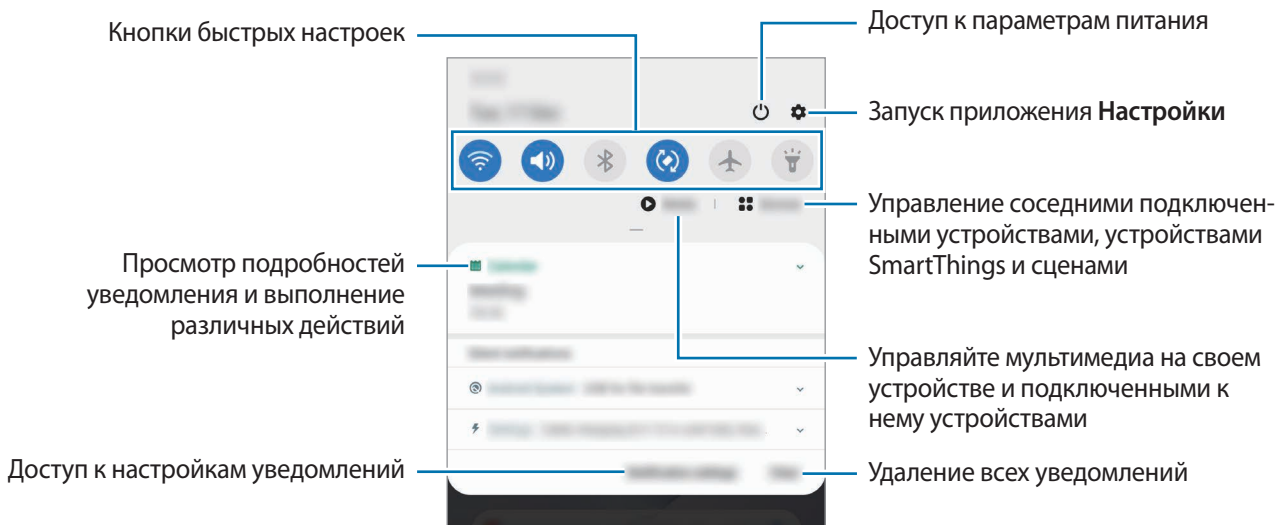 Доступ к параметрам питания
Кнопки быстрых настроек
Запуск приложения Настройки
Управление соседними подключен-
ными устройствами, устройствами
SmartThings и сценами
Просмотр подробностей
уведомления и выполнение
различных действий
Управляйте мультимедиа на своем
устройстве и подключенными к
нему устройствами
Доступ к настройкам уведомлений
Удаление всех уведомлений